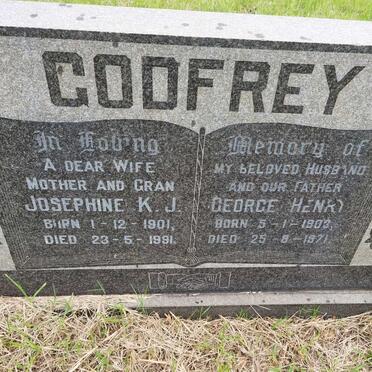 GODFREY
In Loving
A DEAR WIFE
MOTHER AND GRAN
JOSEPHINE K. J.
BORN 1-12-1901.
DIED 23-5-1991.
Memory of
MY BELOVED HUSBAND
AND OUR FATHER
GEORGE HENRY
BORN 5-1-1903.
DIED 25-8-1971.